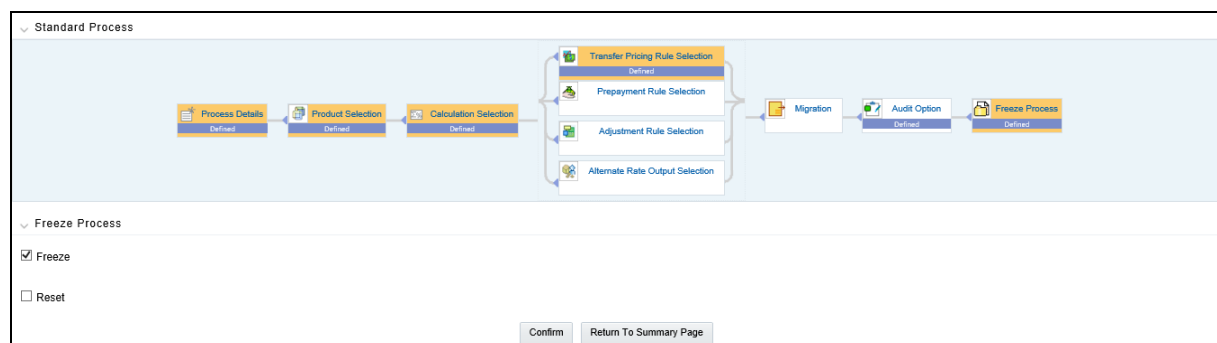 Standard Process
Process Details
Defined
Product Selection
Defined
Calculation Selection
Defined
Transfer Pricing Rule Selection
Defined
Prepayment Rule Selection
Adjustment Rule Selection
Alternate Rate Output Selection
Migration
Audit Option
Defined
Freeze Process
Defined
Freeze Process
Freeze
Reset
Confirm
Return To Summary Page